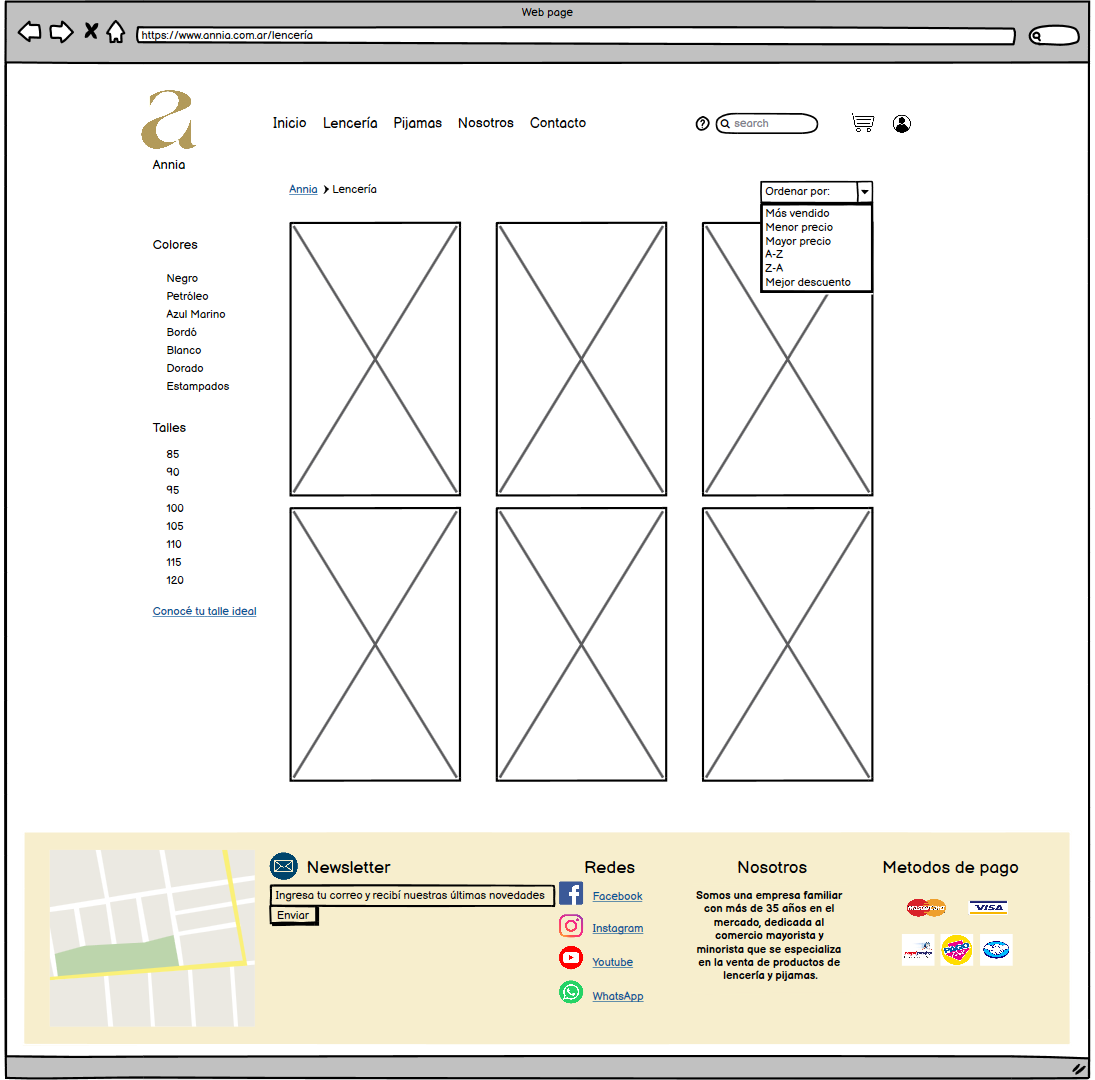 Web page
https://www.annia.com.ar/lencería
a
Annia
Inicio Lencería Pijamas Nosotros Contacto
? search
Annia > Lencería
Ordenar por:
Más vendido
Menor precio
Mayor precio
A-Z
Z-A
Mejor descuento
Colores
Negro
Petróleo
Azul Marino
Bordó
Blanco
Dorado
Estampados
Talles
85
90
95
100
105
110
115
120
Conocé tu talle ideal
Newsletter
Ingresa tu correo y recibí nuestras últimas novedades
Enviar
Redes
Facebook
Instagram
Youtube
WhatsApp
Nosotros
Somos una empresa familiar
con más de 35 años en el
mercado, dedicada al
comercio mayorista y
minorista que se especializa
en la venta de productos de
lencería y pijamas.
Metodos de pago
MasterCard VISA